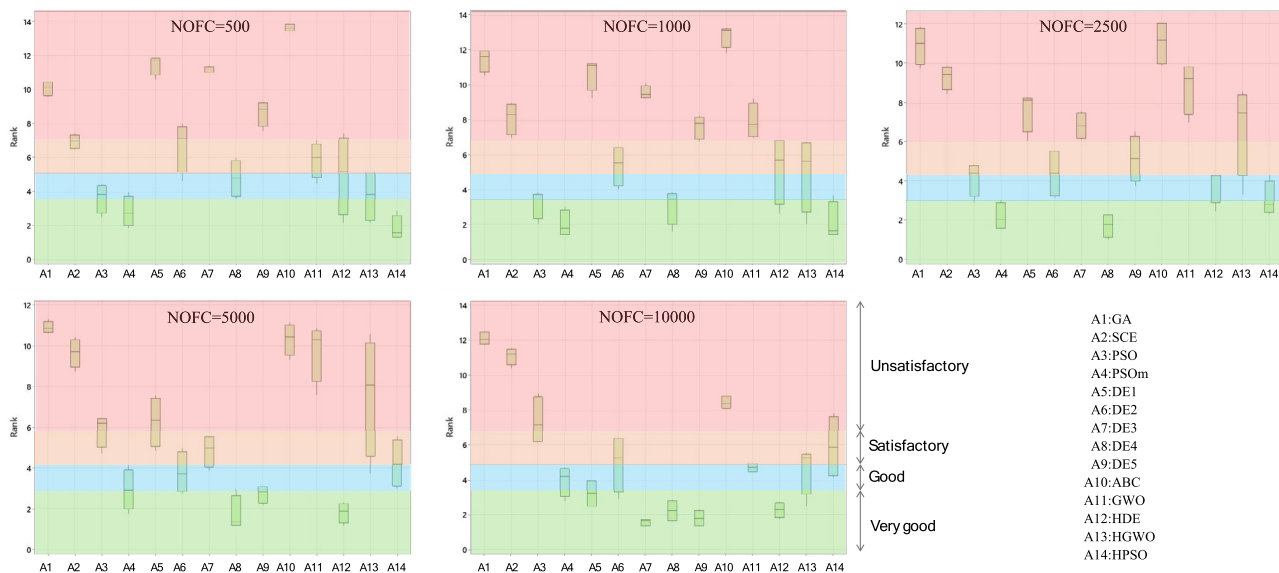 NOFC=500
14
12
10
8
6
4
2
0
Rank
A1 A2 A3 A4 A5 A6 A7 A8 A9 A10 A11 A12 A13 A14
NOFC=1000
14
12
10
8
6
4
2
0
Rank
A1 A2 A3 A4 A5 A6 A7 A8 A9 A10 A11 A12 A13 A14
NOFC=2500
12
10
8
6
4
2
0
Rank
A1 A2 A3 A4 A5 A6 A7 A8 A9 A10 A11 A12 A13 A14
NOFC=5000
12
10
8
6
4
2
0
Rank
A1 A2 A3 A4 A5 A6 A7 A8 A9 A10 A11 A12 A13 A14
NOFC=10000
14
12
10
8
6
4
2
0
Rank
A1 A2 A3 A4 A5 A6 A7 A8 A9 A10 A11 A12 A13 A14
Unsatisfactory
Satisfactory
Good
Very good
A1:GA
A2:SCE
A3:PSO
A4:PSOm
A5:DE1
A6:DE2
A7:DE3
A8:DE4
A9:DE5
A10:ABC
A11:GWO
A12:HDE
A13:HGWO
A14:HPSO